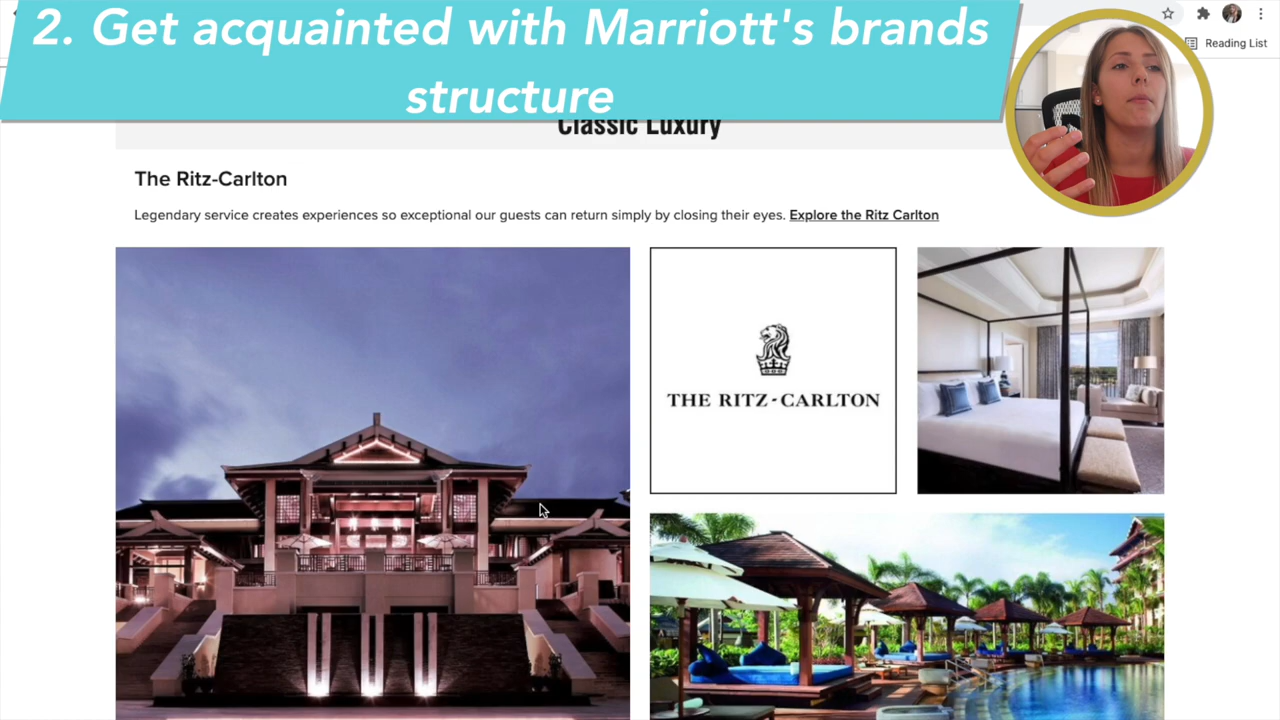 2. Get acquainted with Marriott's brands
structure
Reading List
Classic Luxury
The Ritz-Carlton
Legendary service creates experiences so exceptional our guests can return simply by closing their eyes. Explore the Ritz Carlton
THE RITZ-CARLTON